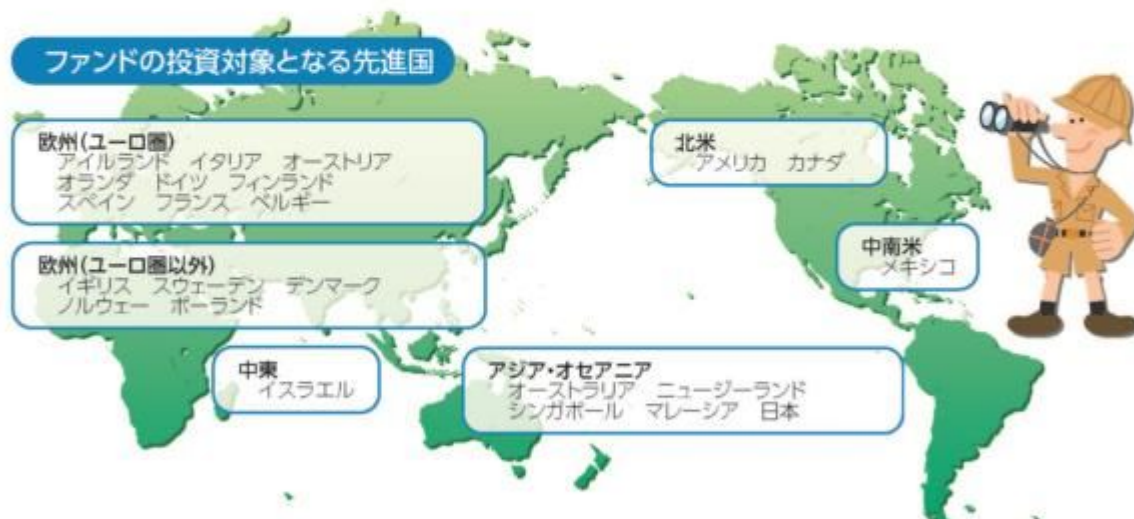 ファンドの投資対象となる先進国
欧州(ユーロ圏)
アイルランド イタリア オーストリア
オランダ ドイツ フィンランド
スペイン フランス ベルギー
欧州(ユーロ圏以外)
イギリス スウェーデン デンマーク
ノルウェー ポーランド
中東
イスラエル
北米
アメリカ カナダ
中南米
メキシコ
アジア・オセアニア
オーストラリア ニュージーランド
シンガポール マレーシア 日本